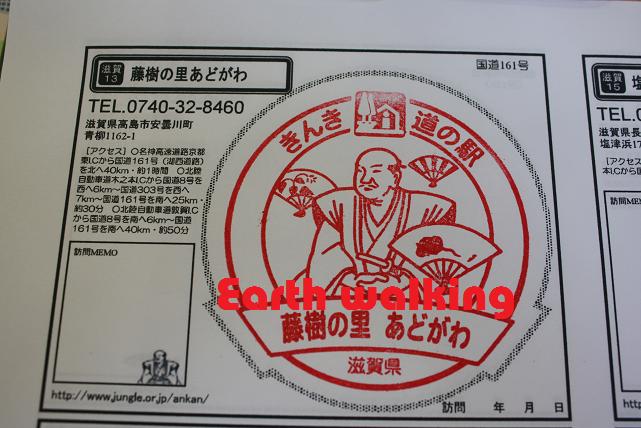 滋賀
13
藤樹の里あどがわ
国道161号
TEL.0740-32-8460
滋賀県高島市安曇川町
青柳1162-1
［アクセス］○名神高速道路京都
東I.Cから国道161号（湖西道路）
を北へ40km・約1時間 ○北陸
自動車道木之本I.Cから国道8号を
西へ6km～国道303号を西へ
7km～国道161号を南へ25km・
約30分 ○北陸自動車道敦賀I.C
から国道8号を南へ6km～国道
161号を南へ40km・約50分
訪問MEMO
http://www.jungle.or.jp/ankan/
きんき 道の駅
Earth walking
藤樹の里 あどがわ
滋賀県
訪問 年 月 日
滋賀
15
塩
TEL.0
滋賀県長
塩津浜17
［アクセス
本I.Cから